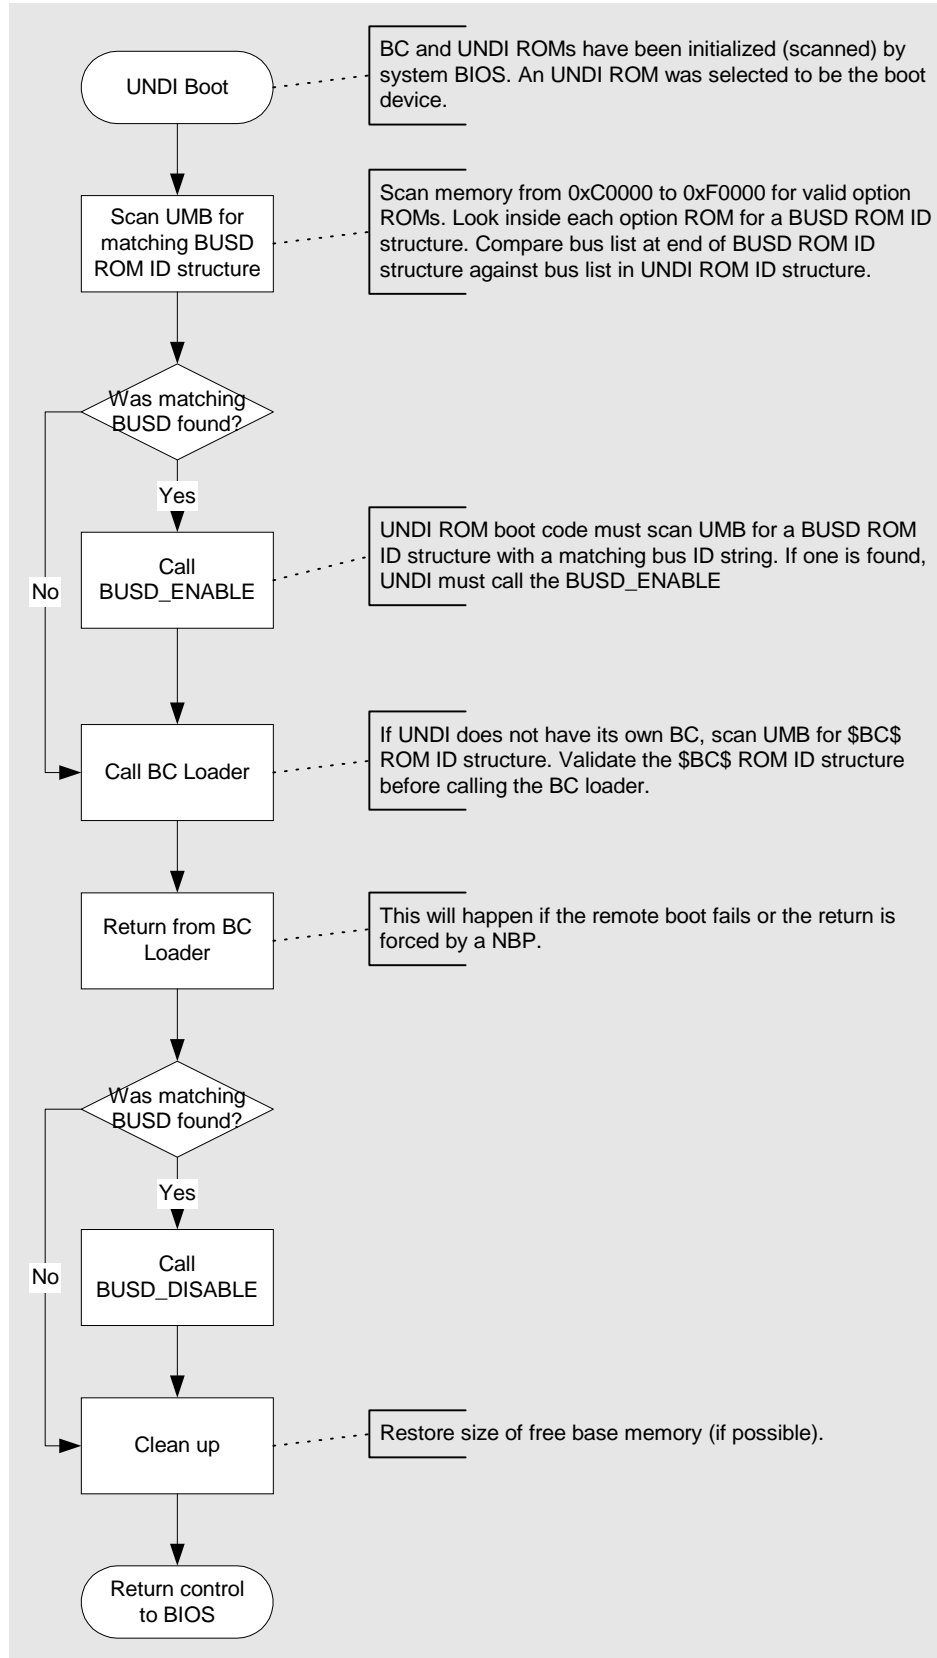 UNDI Boot
BC and UNDI ROMs have been initialized (scanned) by
system BIOS. An UNDI ROM was selected to be the boot
device.
Scan UMB for
matching BUSD
ROM ID structure
Scan memory from 0xC0000 to 0xF0000 for valid option
ROMs. Look inside each option ROM for a BUSD ROM ID
structure. Compare bus list at end of BUSD ROM ID
structure against bus list in UNDI ROM ID structure.
Was matching
BUSD found?
Yes
No
Call
BUSD_ENABLE
UNDI ROM boot code must scan UMB for a BUSD ROM
ID structure with a matching bus ID string. If one is found,
UNDI must call the BUSD_ENABLE
Call BC Loader
If UNDI does not have its own BC, scan UMB for $BC$
ROM ID structure. Validate the $BC$ ROM ID structure
before calling the BC loader.
Return from BC
Loader
This will happen if the remote boot fails or the return is
forced by a NBP.
Was matching
BUSD found?
Yes
No
Call
BUSD_DISABLE
Clean up
Restore size of free base memory (if possible).
Return control
to BIOS